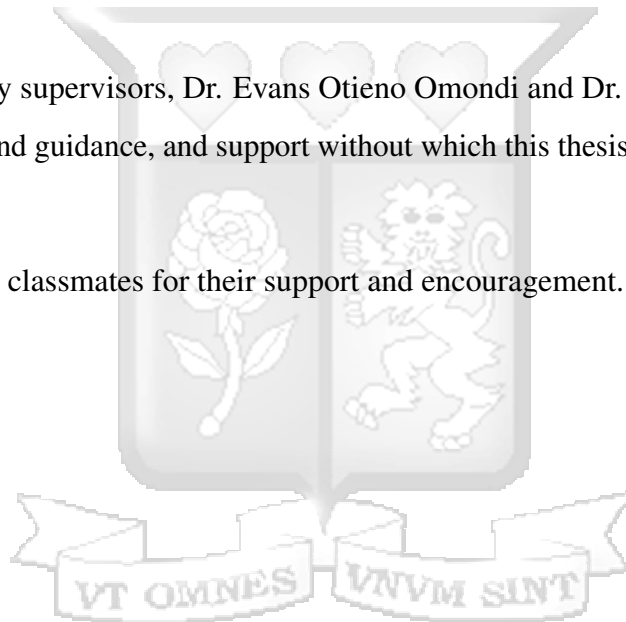 y supervisors, Dr. Evans Otieno Omondi and Dr.
nd guidance, and support without which this thesis
classmates for their support and encouragement.
VT OMNES VNVM SINT